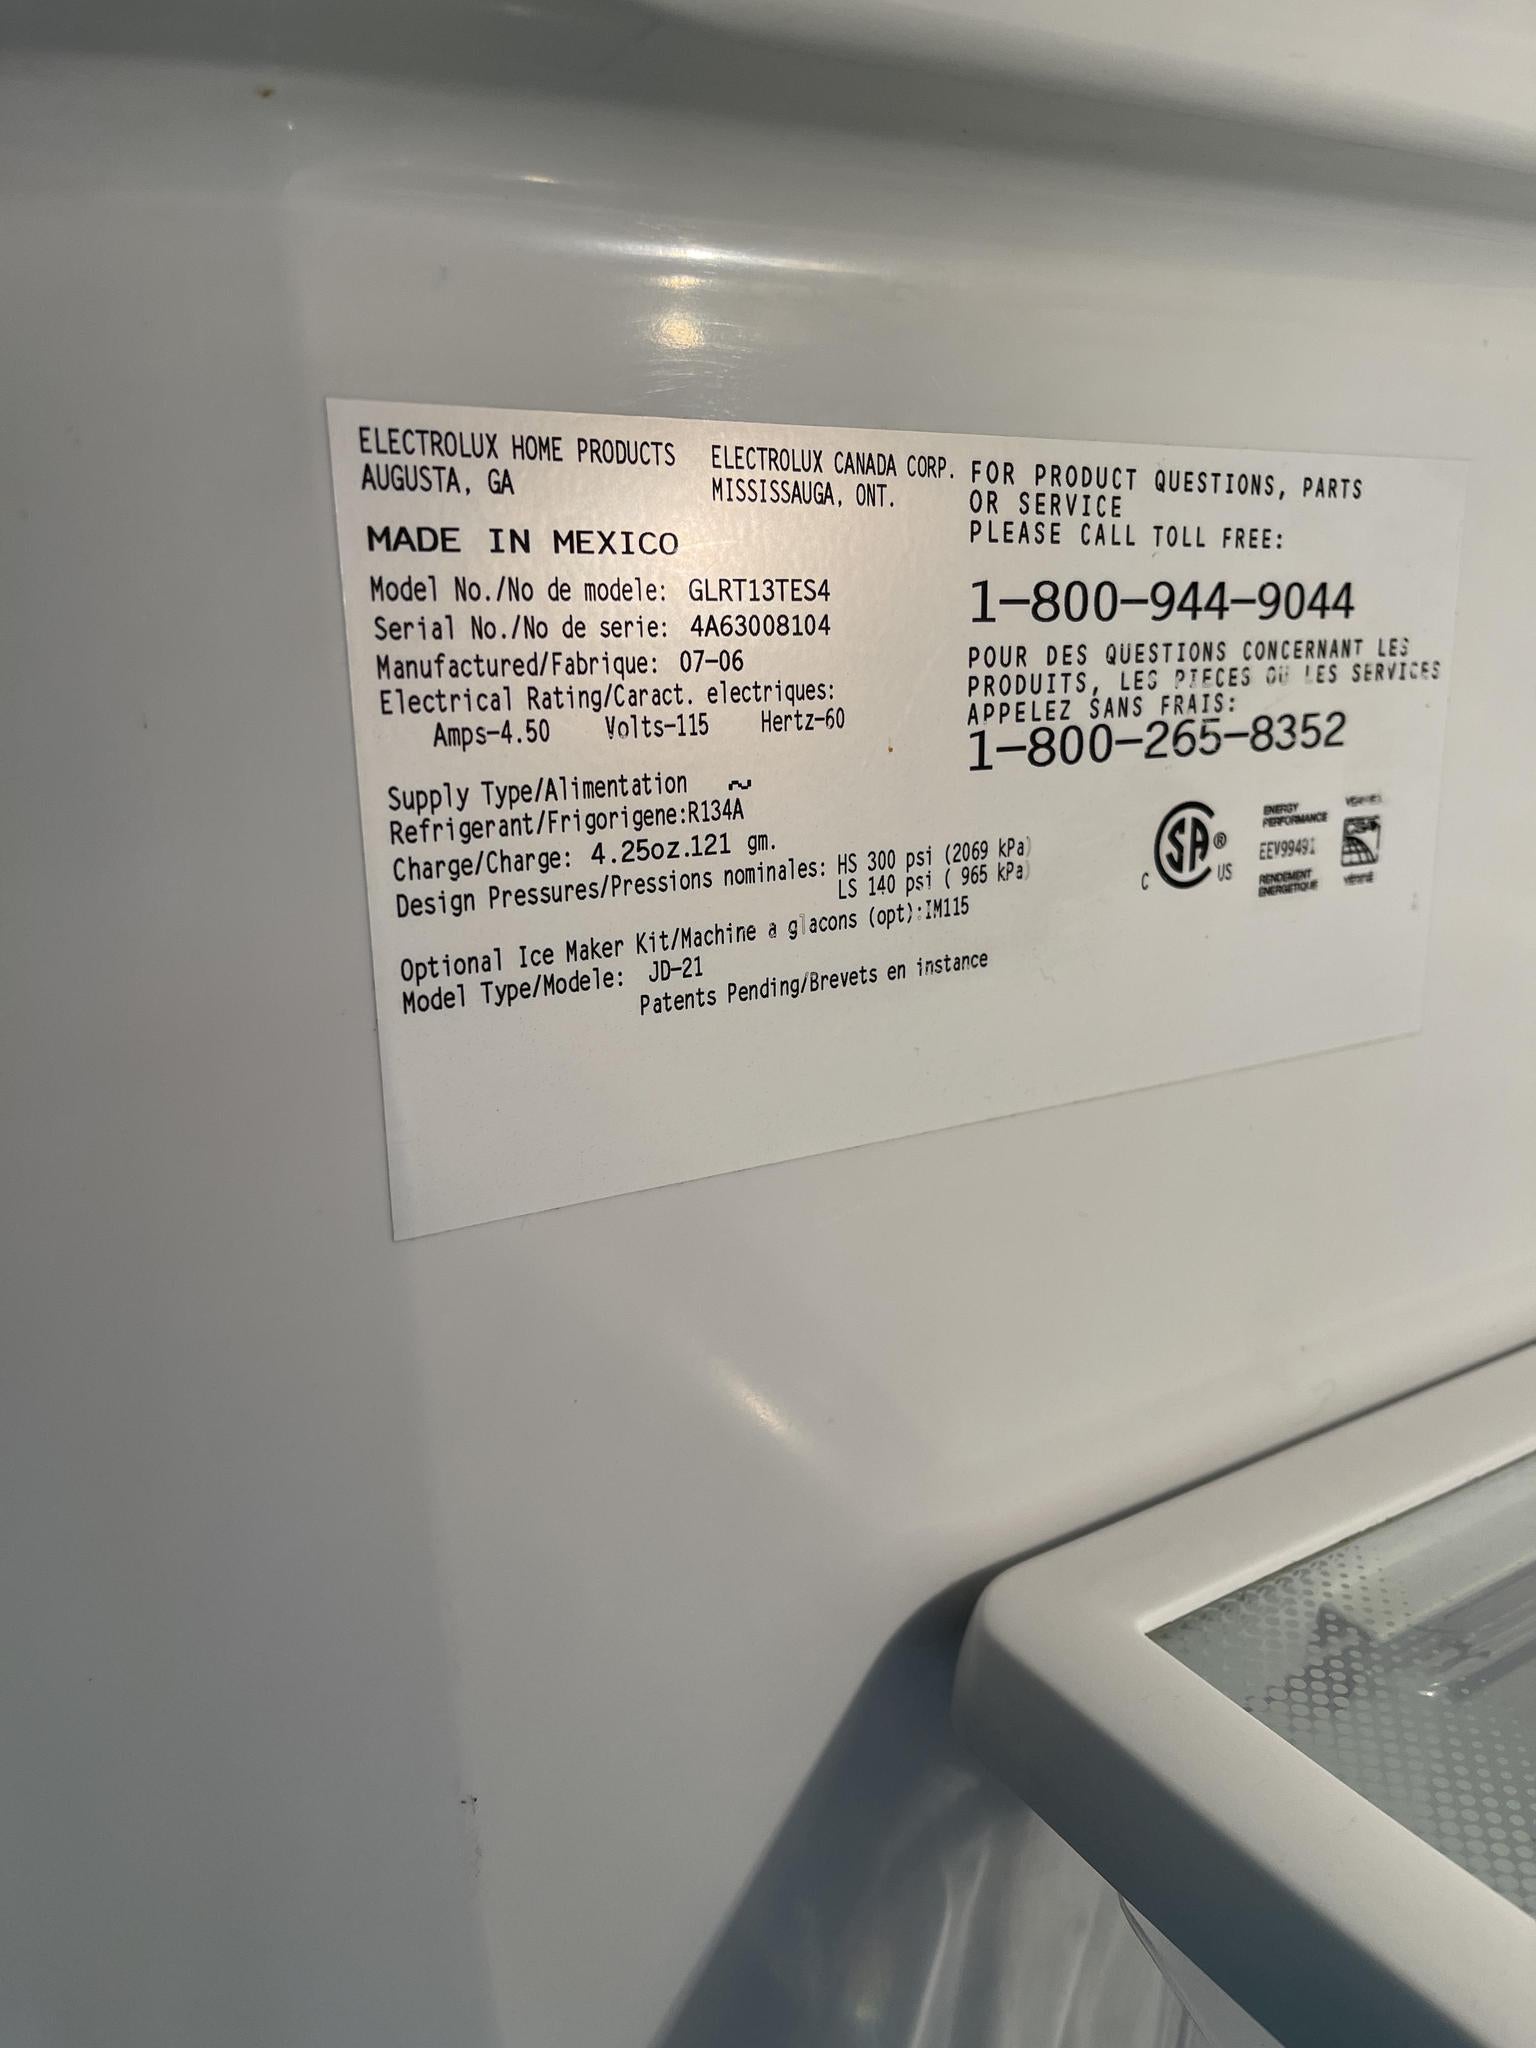 ELECTROLUX HOME PRODUCTS
AUGUSTA, GA
ELECTROLUX CANADA CORP.
MISSISSAUGA, ONT.
MADE IN MEXICO
Model No./No de modele: GLRT13TES4
Serial No./No de serie: 4A63008104
Manufactured/Fabrique: 07-06
Electrical Rating/Caract. electriques:
Amps-4.50 Volts-115 Hertz-60
Supply Type/Alimentation ~
Refrigerant/Frigorigene:R134A
Charge/Charge: 4.25oz.121 gm.
Design Pressures/Pressions nominales: HS 300 psi (2069 kPa)
LS 140 psi ( 965 kPa)
Optional Ice Maker Kit/Machine a glacons (opt):IM115
Model Type/Modele: JD-21
Patents Pending/Brevets en instance
FOR PRODUCT QUESTIONS, PARTS
OR SERVICE
PLEASE CALL TOLL FREE:
1-800-944-9044
POUR DES QUESTIONS CONCERNANT LES
PRODUITS, LES PIECES OU LES SERVICES
APPELEZ SANS FRAIS:
1-800-265-8352
C SA ® US
ENERGY
PERFORMANCE
EEV99491
RENDEMENT
ENERGETIQUE